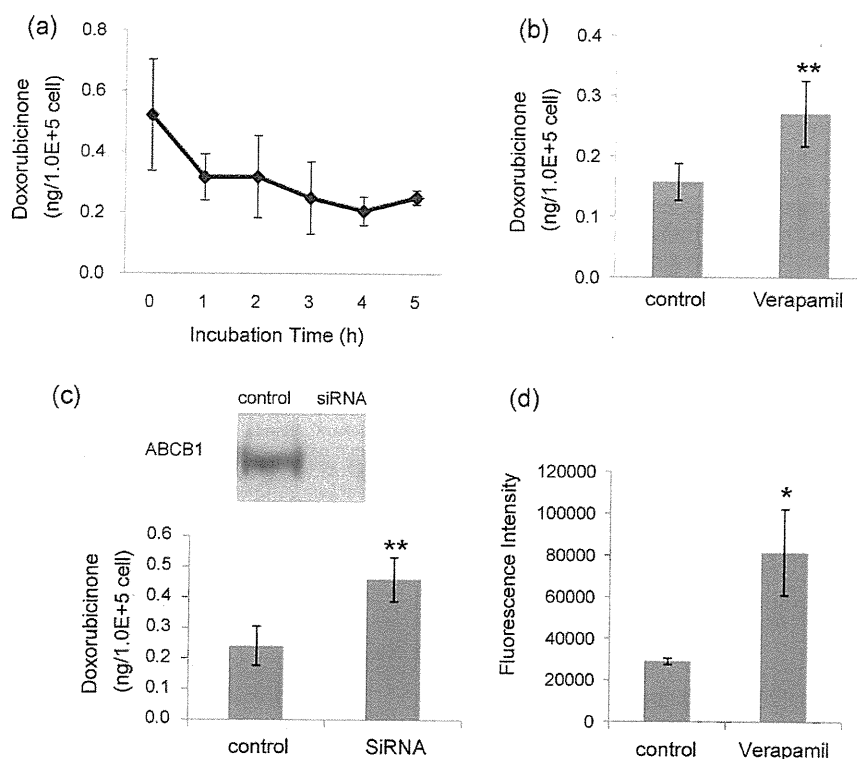 (a)
Doxorubicinone
(ng/1.0E+5 cell)
0.8
0.6
0.4
0.2
0.0
0 1 2 3 4 5
Incubation Time (h)
(b)
Doxorubicinone
(ng/1.0E+5 cell)
0.4
0.3
0.2
0.1
0.0
**
control Verapamil
(c)
control siRNA
ABCB1
Doxorubicinone
(ng/1.0E+5 cell)
0.6
0.5
0.4
0.3
0.2
0.1
0.0
**
control SiRNA
(d)
Fluorescence Intensity
120000
100000
80000
60000
40000
20000
0
*
control Verapamil